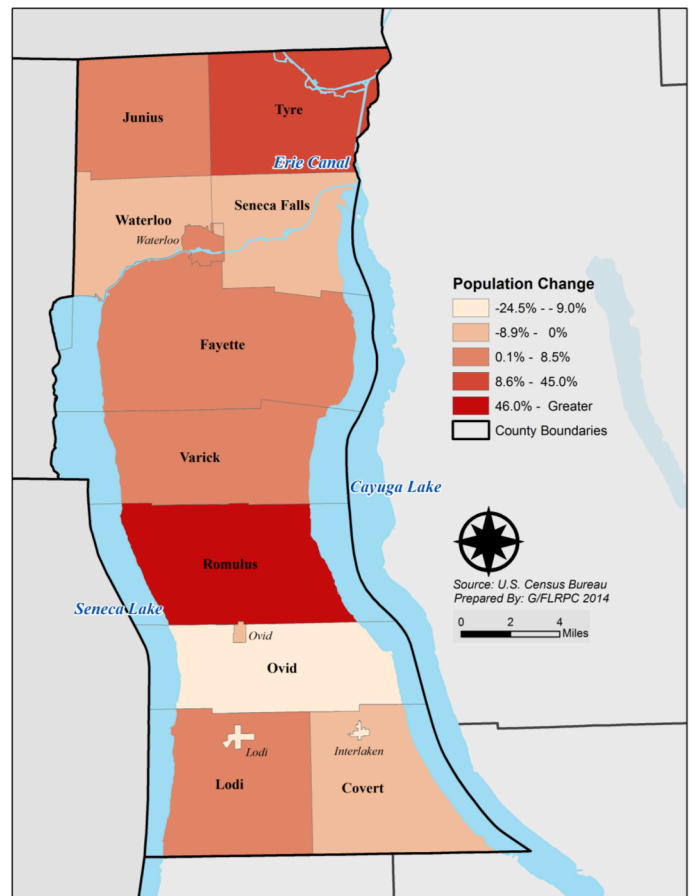 Junius
Tyre
Erie Canal
Seneca Falls
Waterloo
Waterloo
Fayette
Varick
Cayuga Lake
Romulus
Seneca Lake
Ovid
Ovid
Lodi
Interlaken
Lodi
Covert
Population Change
-24.5% - - 9.0%
-8.9% - 0%
0.1% - 8.5%
8.6% - 45.0%
46.0% - Greater
County Boundaries
Source: U.S. Census Bureau
Prepared By: G/FLRPC 2014
0 2 4
Miles